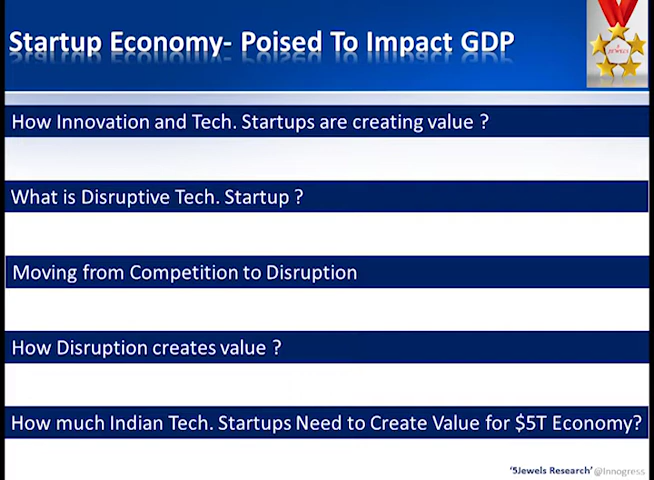 Startup Economy- Poised To Impact GDP
5
JEWELS
How Innovation and Tech. Startups are creating value ?
What is Disruptive Tech. Startup ?
Moving from Competition to Disruption
How Disruption creates value ?
How much Indian Tech. Startups Need to Create Value for $5T Economy?
‘5Jewels Research’ @Innogress